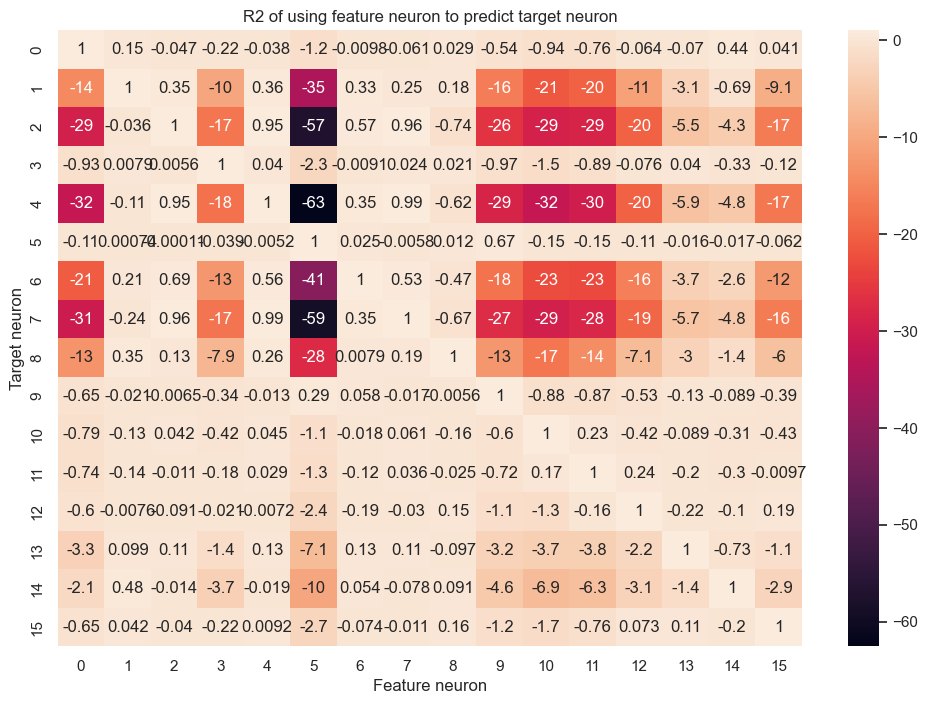 R2 of using feature neuron to predict target neuron
0 1 0.15 -0.047 -0.22 -0.038 -1.2 -0.0098 -0.061 0.029 -0.54 -0.94 -0.76 -0.064 -0.07 0.44 0.041
1 -14 1 0.35 -10 0.36 -35 0.33 0.25 0.18 -16 -21 -20 -11 -3.1 -0.69 -9.1
2 -29 -0.036 1 -17 0.95 -57 0.57 0.96 -0.74 -26 -29 -29 -20 -5.5 -4.3 -17
3 -0.93 0.0079 0.0056 1 0.04 -2.3 -0.0091 0.024 0.021 -0.97 -1.5 -0.89 -0.076 0.04 -0.33 -0.12
4 -32 -0.11 0.95 -18 1 -63 0.35 0.99 -0.62 -29 -32 -30 -20 -5.9 -4.8 -17
5 -0.11 0.00074 -0.00011 -0.039 -0.0052 1 0.025 -0.0058 0.012 0.67 -0.15 -0.15 -0.11 -0.016 -0.017 -0.062
6 -21 0.21 0.69 -13 0.56 -41 1 0.53 -0.47 -18 -23 -23 -16 -3.7 -2.6 -12
7 -31 -0.24 0.96 -17 0.99 -59 0.35 1 -0.67 -27 -29 -28 -19 -5.7 -4.8 -16
8 -13 0.35 0.13 -7.9 0.26 -28 0.0079 0.19 1 -13 -17 -14 -7.1 -3 -1.4 -6
9 -0.65 -0.021 -0.0065 -0.34 -0.013 0.29 0.058 -0.017 -0.0056 1 -0.88 -0.87 -0.53 -0.13 -0.089 -0.39
10 -0.79 -0.13 0.042 -0.42 0.045 -1.1 -0.018 0.061 -0.16 -0.6 1 0.23 -0.42 -0.089 -0.31 -0.43
11 -0.74 -0.14 -0.011 -0.18 0.029 -1.3 -0.12 0.036 -0.025 -0.72 0.17 1 0.24 -0.2 -0.3 -0.0097
12 -0.6 -0.0076 -0.091 -0.021 -0.0072 -2.4 -0.19 -0.03 0.15 -1.1 -1.3 -0.16 1 -0.22 -0.1 0.19
13 -3.3 0.099 0.11 -1.4 0.13 -7.1 0.13 0.11 -0.097 -3.2 -3.7 -3.8 -2.2 1 -0.73 -1.1
14 -2.1 0.48 -0.014 -3.7 -0.019 -10 0.054 -0.078 0.091 -4.6 -6.9 -6.3 -3.1 -1.4 1 -2.9
15 -0.65 0.042 -0.04 -0.22 0.0092 -2.7 -0.074 -0.011 0.16 -1.2 -1.7 -0.76 0.073 0.11 -0.2 1
0 1 2 3 4 5 6 7 8 9 10 11 12 13 14 15
Feature neuron
Target neuron
0
−10
−20
−30
−40
−50
−60